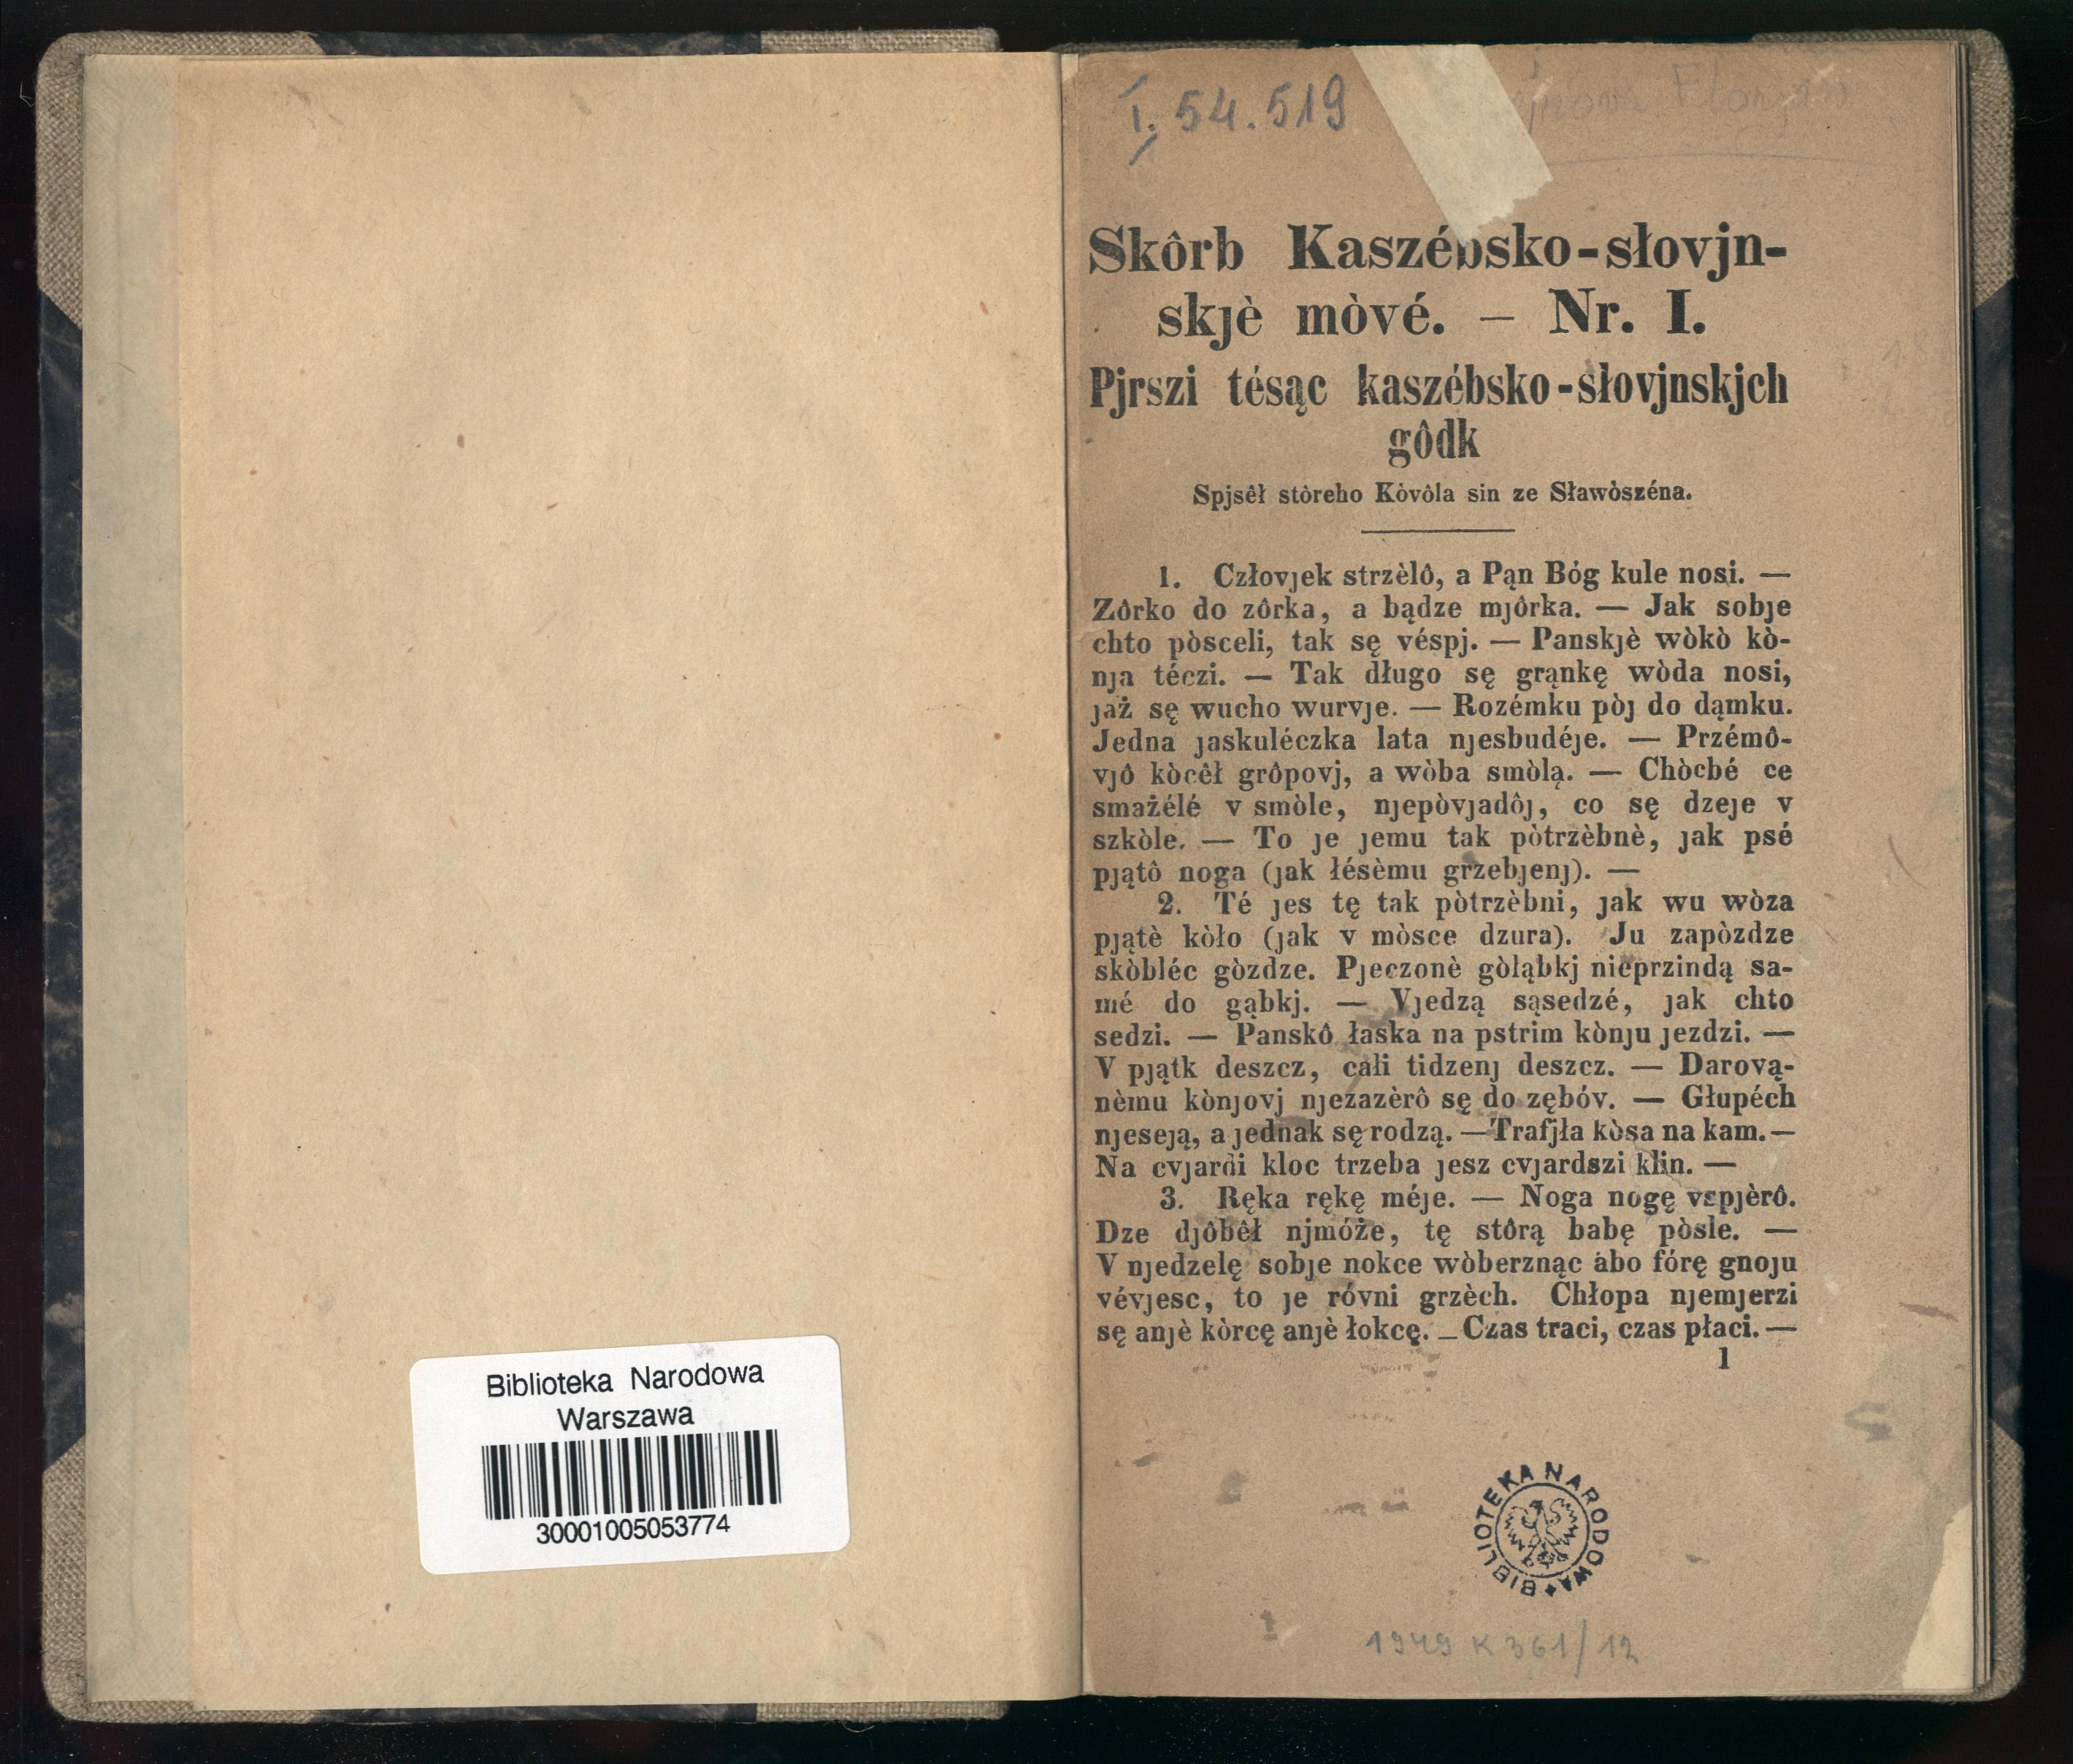 Biblioteka Narodowa
Warszawa
30001005053774
I. 54.519
Skôrb Kaszébsko-słovjn-
skjè mòvé. – Nr. I.
Pjrszi tésąc kaszébsko-słovjnskjch
gôdk
Spjsêł stòreho Kòvôla sin ze Sławòszéna.
1. Człovjek strzèlô, a Pąn Bóg kule nosi. —
Zôrko do zôrka, a bądze mjôrka. — Jak sobje
chto pòsceli, tak sę véspj. — Panskjè wòkò kò-
nja téczi. — Tak długo sę grąnkę wòda nosi,
jaż sę wucho wurvje. — Rozémku pòj do dąmku.
Jedna jaskuléczka lata njesbudéje. — Przémô-
vjô kòcêł grôpovj, a wòba smòlą. — Chòcbé ce
smażélé v smòle, njepòvjadôj, co sę dzeje v
szkòle. — To je jemu tak pòtrzèbnè, jak psé
pjątô noga (jak łésèmu grzebjenj). —
2. Té jes tę tak pòtrzèbni, jak wu wòza
pjątè kòło (jak v mòsce dzura). Ju zapòzdze
skòbléc gòzdze. Pjeczonè gòłąbkj nieprzindą sa-
mé do gąbkj. — Vjedzą sąsedzé, jak chto
sedzi. — Panskô łaska na pstrim kònju jezdzi. —
V pjątk deszcz, całi tidzenj deszcz. — Darovą-
nèmu kònjovj njezazèrô sę do zębóv. — Głupéch
njeseją, a jednak sę rodzą. — Trafjła kòsa na kam. —
Na cvjardi kloc trzeba jesz cvjardszi klin. —
3. Ręka rękę méje. — Noga nogę vspjèrô.
Dze djôbêł njmóże, tę stôrą babę pòsle. —
V njedzelę sobje nokce wòberznąc abo fórę gnoju
vévjesc, to je róvni grzèch. Chłopa njemjerzi
sę anjè kòrcę anjè łokcę. — Czas traci, czas płaci. —
1
BIBLIOTEKA NARODOWA
1949 K 361/12